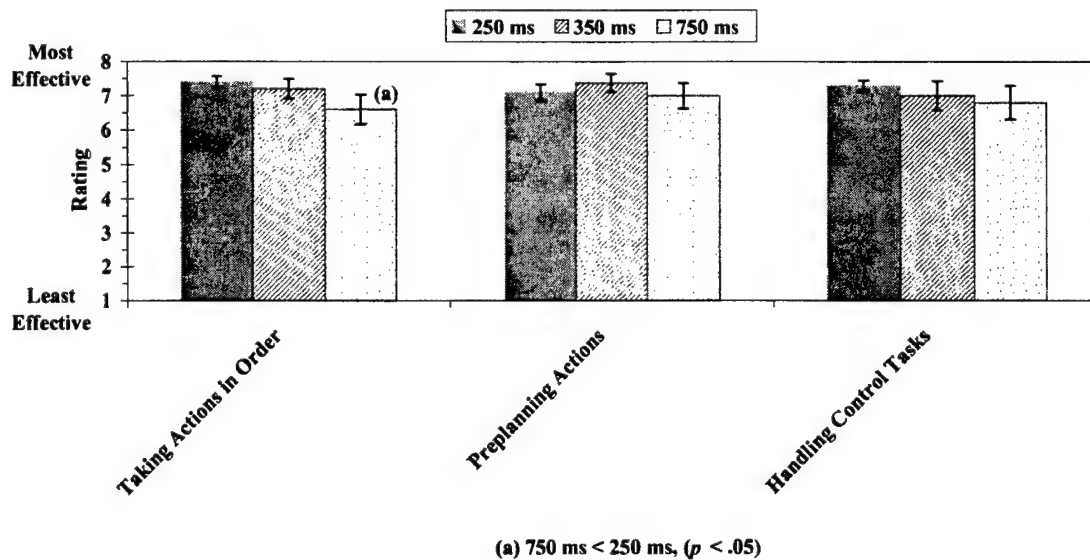 250 ms 350 ms 750 ms
Most
Effective
8
7
6
5
4
3
2
1
Rating
Least
Effective
(a)
Taking Actions in Order
Preplanning Actions
Handling Control Tasks
(a) 750 ms < 250 ms, (p < .05)